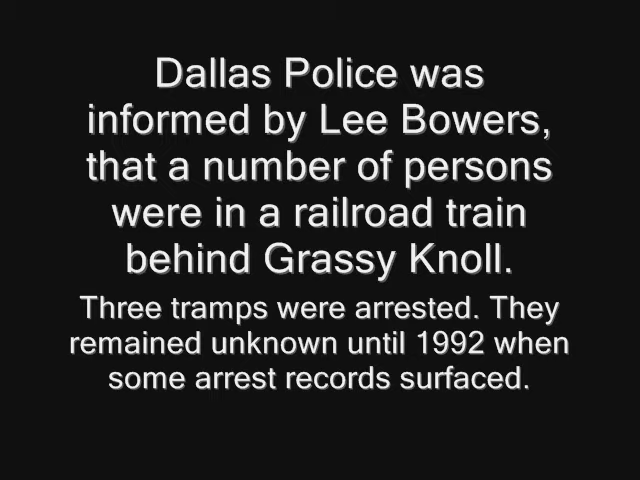 Dallas Police was
informed by Lee Bowers,
that a number of persons
were in a railroad train
behind Grassy Knoll.
Three tramps were arrested. They
remained unknown until 1992 when
some arrest records surfaced.